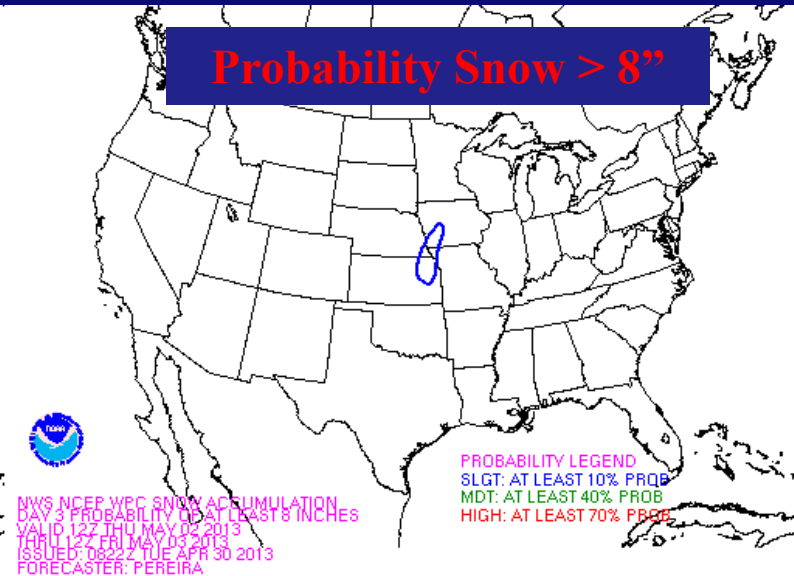 Probability Snow > 8”
noaa
PROBABILITY LEGEND
SLGT: AT LEAST 10% PROB
MDT: AT LEAST 40% PROB
HIGH: AT LEAST 70% PROB
NWS NCEP WPC SNOW ACCUMULATION
DAY 3 PROBABILITY OF AT LEAST 8 INCHES
VALID 12Z THU MAY 02 2013
THRU 12Z FRI MAY 03 2013
ISSUED: 0822Z TUE APR 30 2013
FORECASTER: PEREIRA